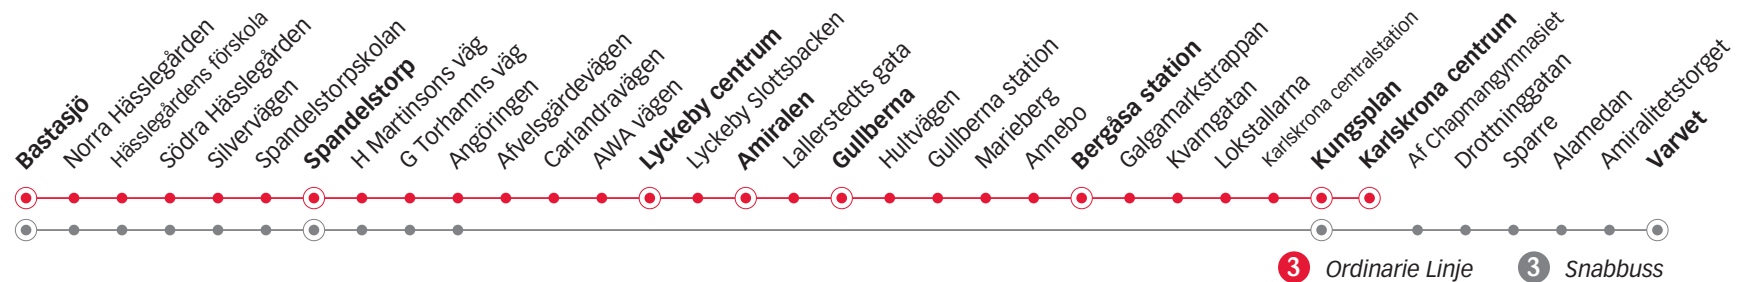 Bastasjö
Norra Hässlegården
Hässlegårdens förskola
Södra Hässlegården
Silvervägen
Spandelstorpskolan
Spandelstorp
H Martinsons väg
G Torhamns väg
Angöringen
Afvelsgärdevägen
Carlandravägen
AWA vägen
Lyckeby centrum
Lyckeby Slottsbacken
Amiralen
Lallerstedts gata
Gullberna
Hultvägen
Gullberna station
Marieberg
Annebo
Bergåsa station
Galgamarkstrappan
Kvarngatan
Lokstallarna
Karlskrona centralstation
Kungsplan
Karlskrona centrum
Af Chapmangymnasiet
Drottninggatan
Sparre
Alamedan
Amiralitetstorget
Varvet
3 Ordinarie Linje
3 Snabbuss